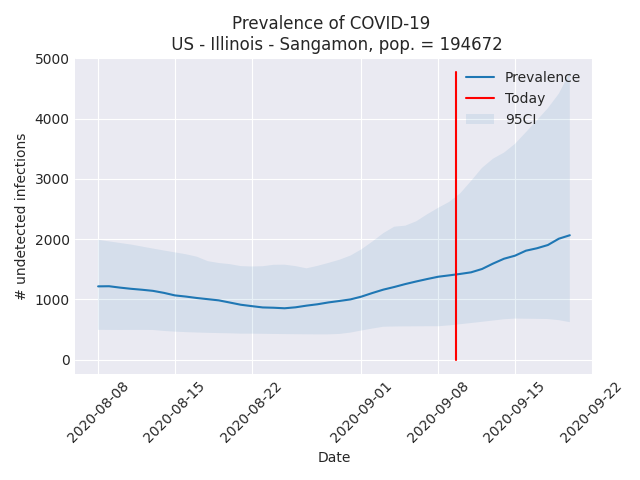 Prevalence of COVID-19
US - Illinois - Sangamon, pop. = 194672
5000
4000
3000
2000
1000
0
# undetected infections
Prevalence
Today
95CI
2020-08-08
2020-08-15
2020-08-22
2020-09-01
2020-09-08
2020-09-15
2020-09-22
Date